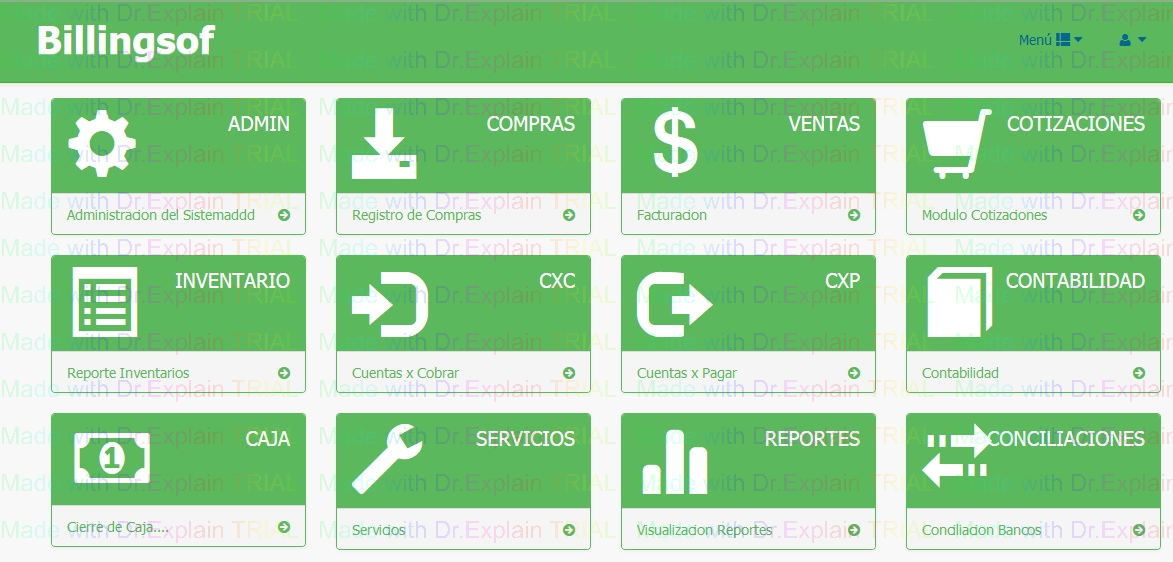 Billingsof
Menú
ADMIN
Administracion del Sistemaddd
COMPRAS
Registro de Compras
VENTAS
Facturacion
COTIZACIONES
Modulo Cotizaciones
INVENTARIO
Reporte Inventarios
CXC
Cuentas x Cobrar
CXP
Cuentas x Pagar
CONTABILIDAD
Contabilidad
CAJA
Cierre de Caja....
SERVICIOS
Servicios
REPORTES
Visualizacion Reportes
CONCILIACIONES
Conciliacion Bancos
Made with Dr.Explain TRIAL